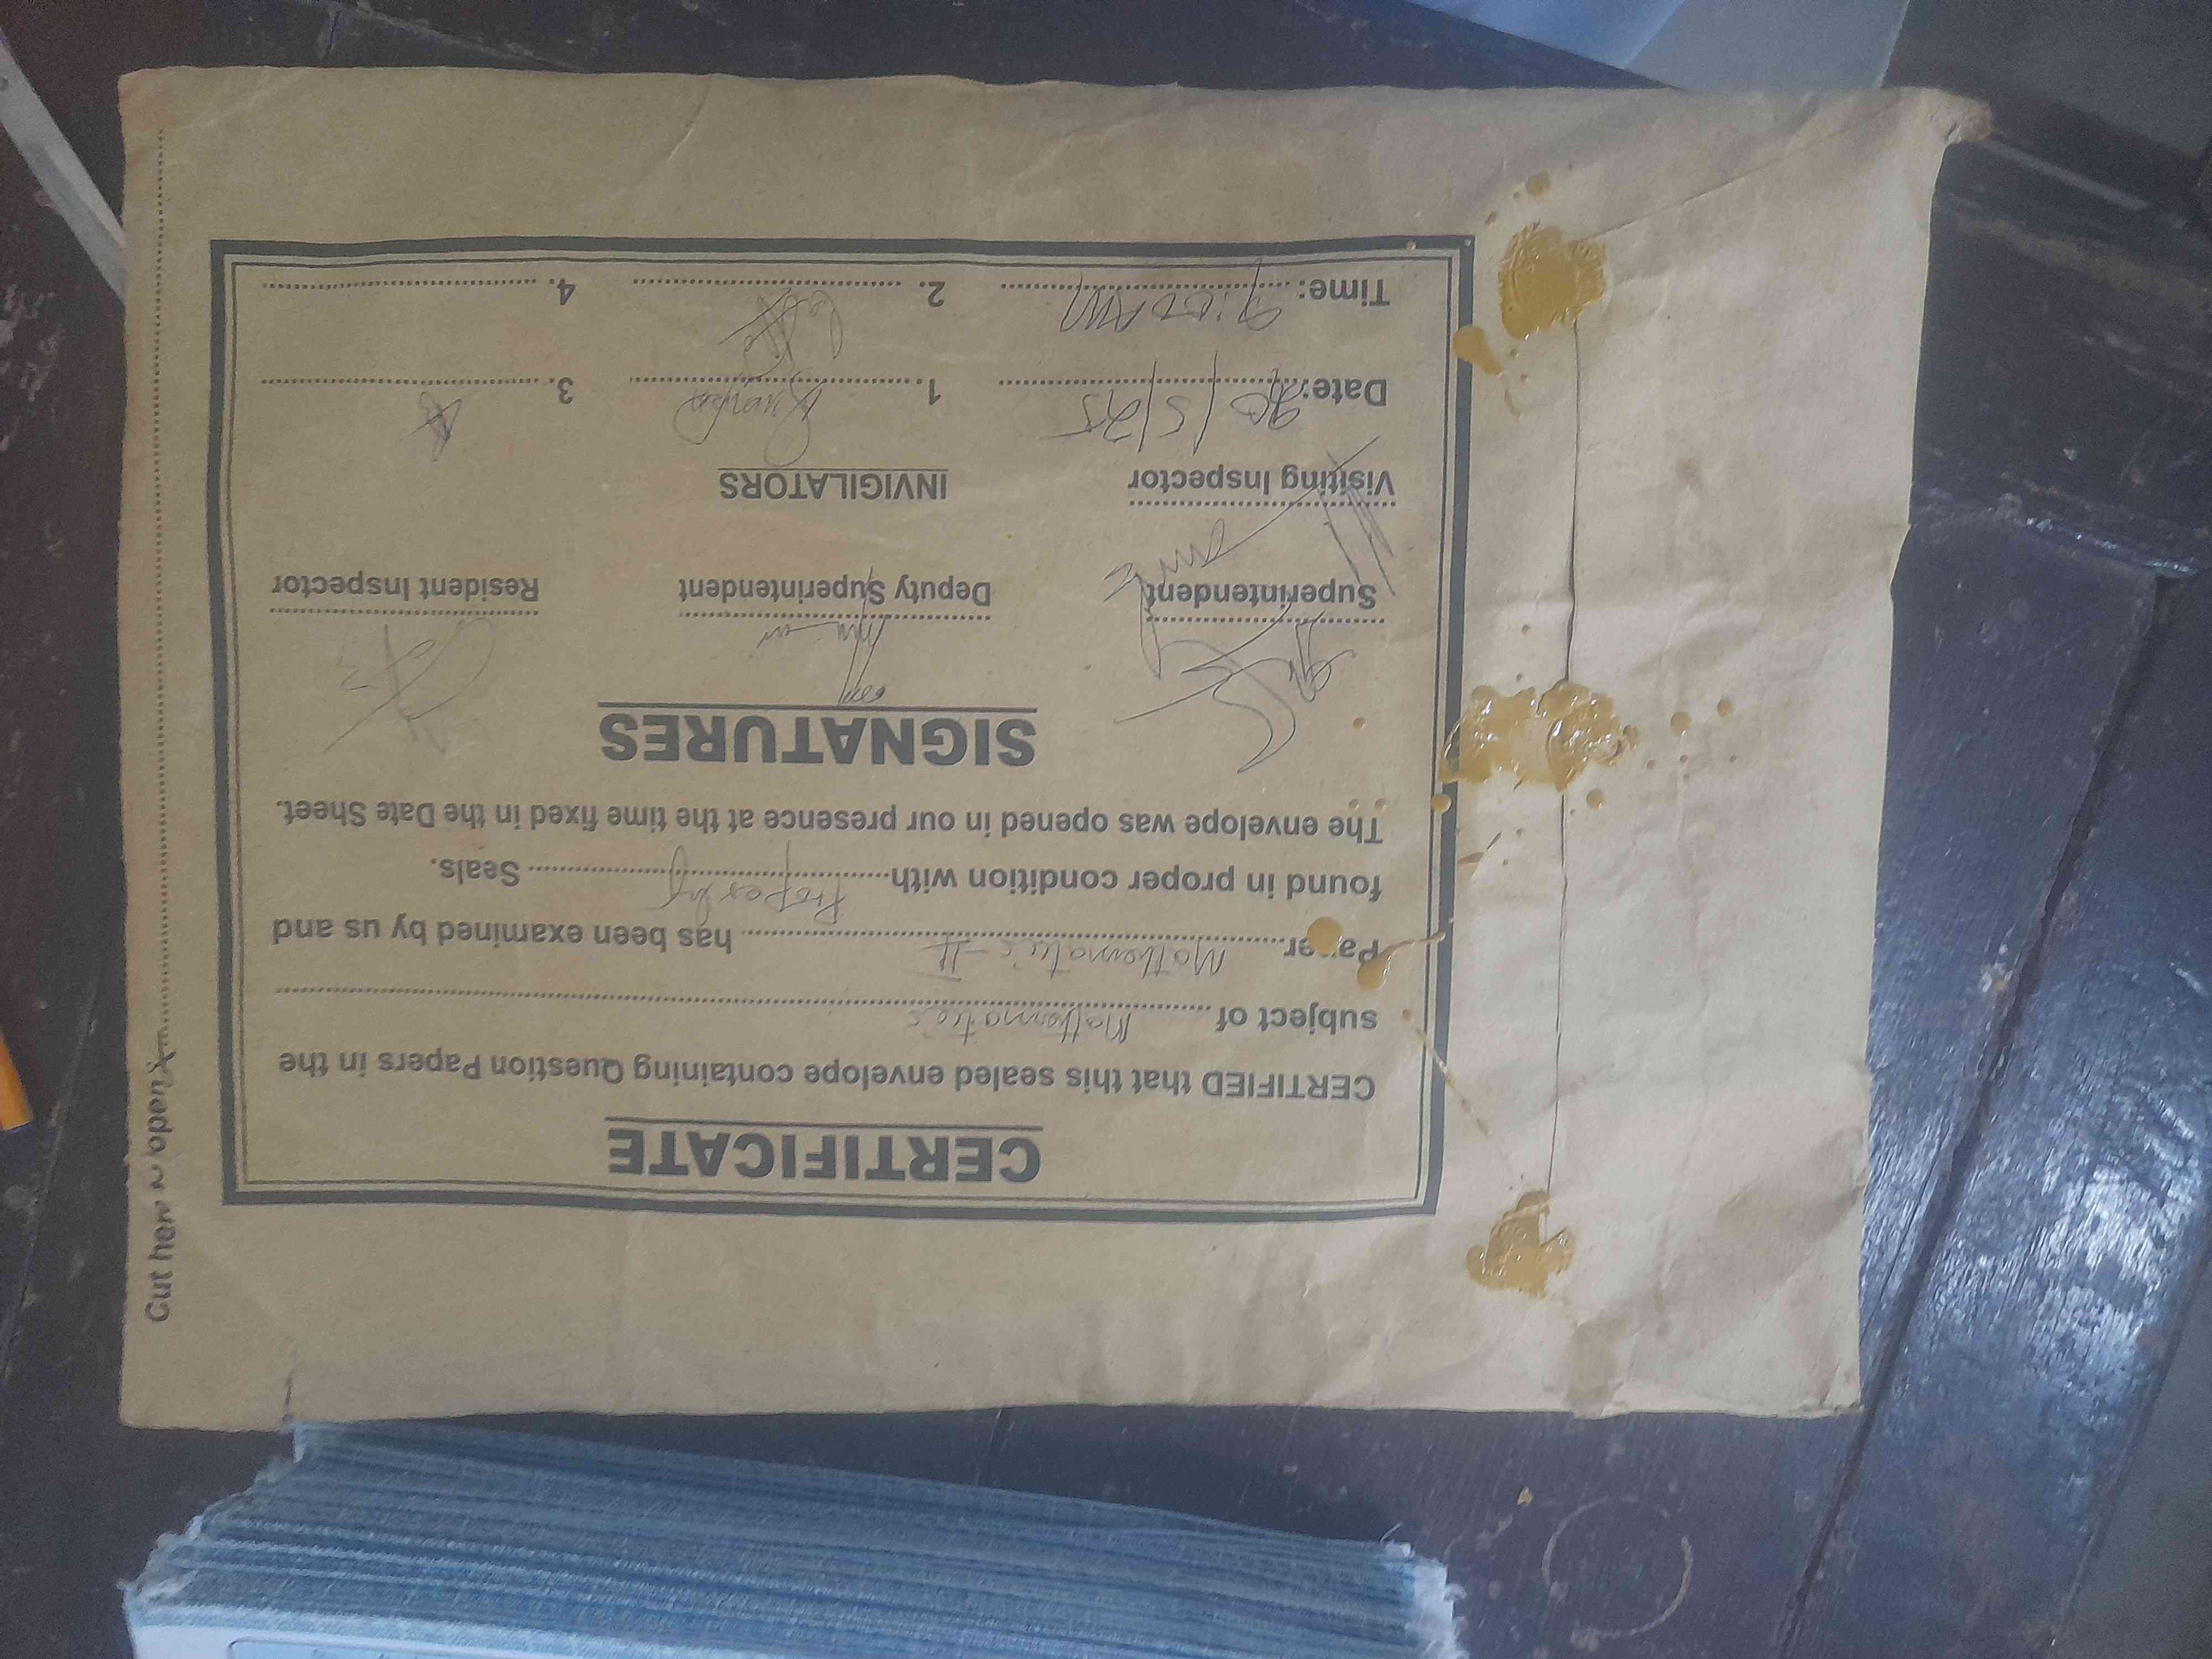 CERTIFICATE
CERTIFIED that this sealed envelope containing Question Papers in the
subject of Mathematics
Paper Mathematics-II has been examined by us and
found in proper condition with Properly Seals.
The envelope was opened in our presence at the time fixed in the Date Sheet.
SIGNATURES
Superintendent Deputy Superintendent Resident Inspector
Visiting Inspector INVIGILATORS
Date: 20/5/25 1. 3.
Time: 9:00 AM 2. 4.
Cut here to open